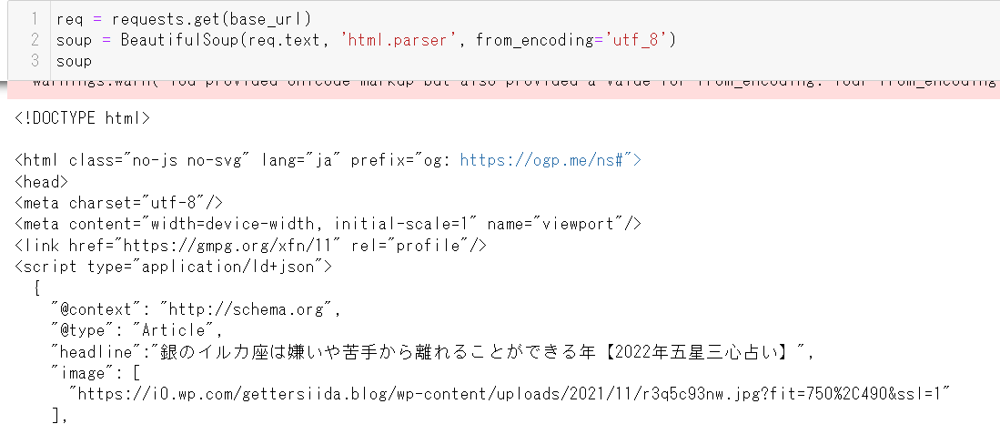 1 req = requests.get(base_url)
2 soup = BeautifulSoup(req.text, 'html.parser', from_encoding='utf_8')
3 soup
warnings.warn("You provided Unicode markup but also provided a value for from_encoding. Your from_encoding
<!DOCTYPE html>
<html class="no-js no-svg" lang="ja" prefix="og: https://ogp.me/ns#">
<head>
<meta charset="utf-8"/>
<meta content="width=device-width, initial-scale=1" name="viewport"/>
<link href="https://gmpg.org/xfn/11" rel="profile"/>
<script type="application/ld+json">
{
"@context": "http://schema.org",
"@type": "Article",
"headline":"銀のイルカ座は嫌いや苦手から離れることができる年【2022年五星三心占い】",
"image": [
"https://i0.wp.com/gettersiida.blog/wp-content/uploads/2021/11/r3q5c93nw.jpg?fit=750%2C490&ssl=1"
],